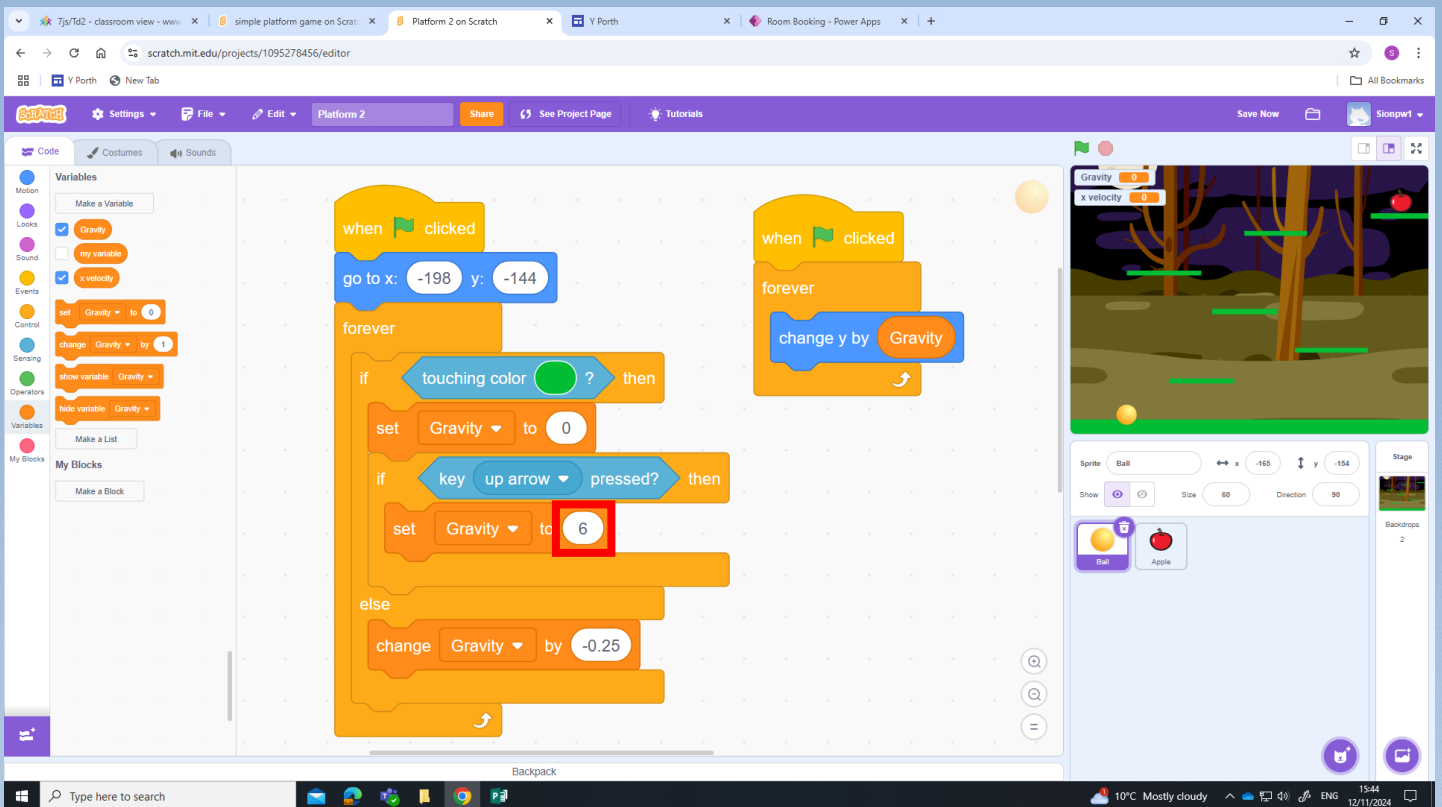 7js/Td2 - classroom view - www
simple platform game on Scratc
Platform 2 on Scratch
Y Porth
Room Booking - Power Apps
scratch.mit.edu/projects/1095278456/editor
S
Y Porth
New Tab
All Bookmarks
SCRATCH
Settings
File
Edit
Platform 2
Share
See Project Page
Tutorials
Save Now
Sionpw1
Code
Costumes
Sounds
Motion
Looks
Sound
Events
Control
Sensing
Operators
Variables
My Blocks
Variables
Make a Variable
Gravity
my variable
x velocity
set Gravity to 0
change Gravity by 1
show variable Gravity
hide variable Gravity
Make a List
My Blocks
Make a Block
when clicked
go to x: -198 y: -144
forever
if touching color ? then
set Gravity to 0
if key up arrow pressed? then
set Gravity to 6
else
change Gravity by -0.25
when clicked
forever
change y by Gravity
Gravity 0
x velocity 0
Sprite Ball x -165 y -154
Show Size 60 Direction 90
Ball
Apple
Stage
Backdrops
2
Backpack
Type here to search
10°C Mostly cloudy
ENG
15:44
12/11/2024